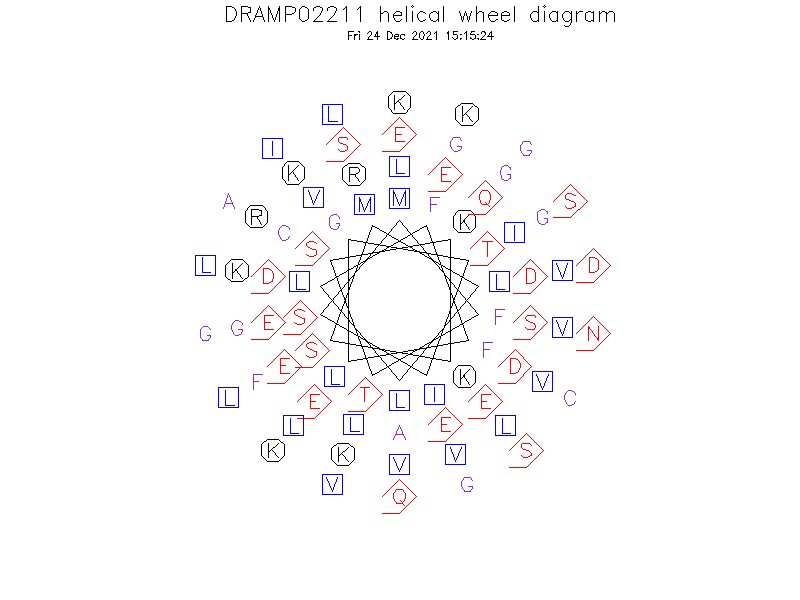 DRAMP02211 helical wheel diagram
Fri 24 Dec 2021 15:15:24
K
L K
E
S G
I G
L
K R E G
A V M M F Q S
R G K G
C I
S T
L K D L L D V D
G G E S F S V N
S F
E D
F L K V
L E T L I E C
L L A E L
K K V S
V
V G
Q